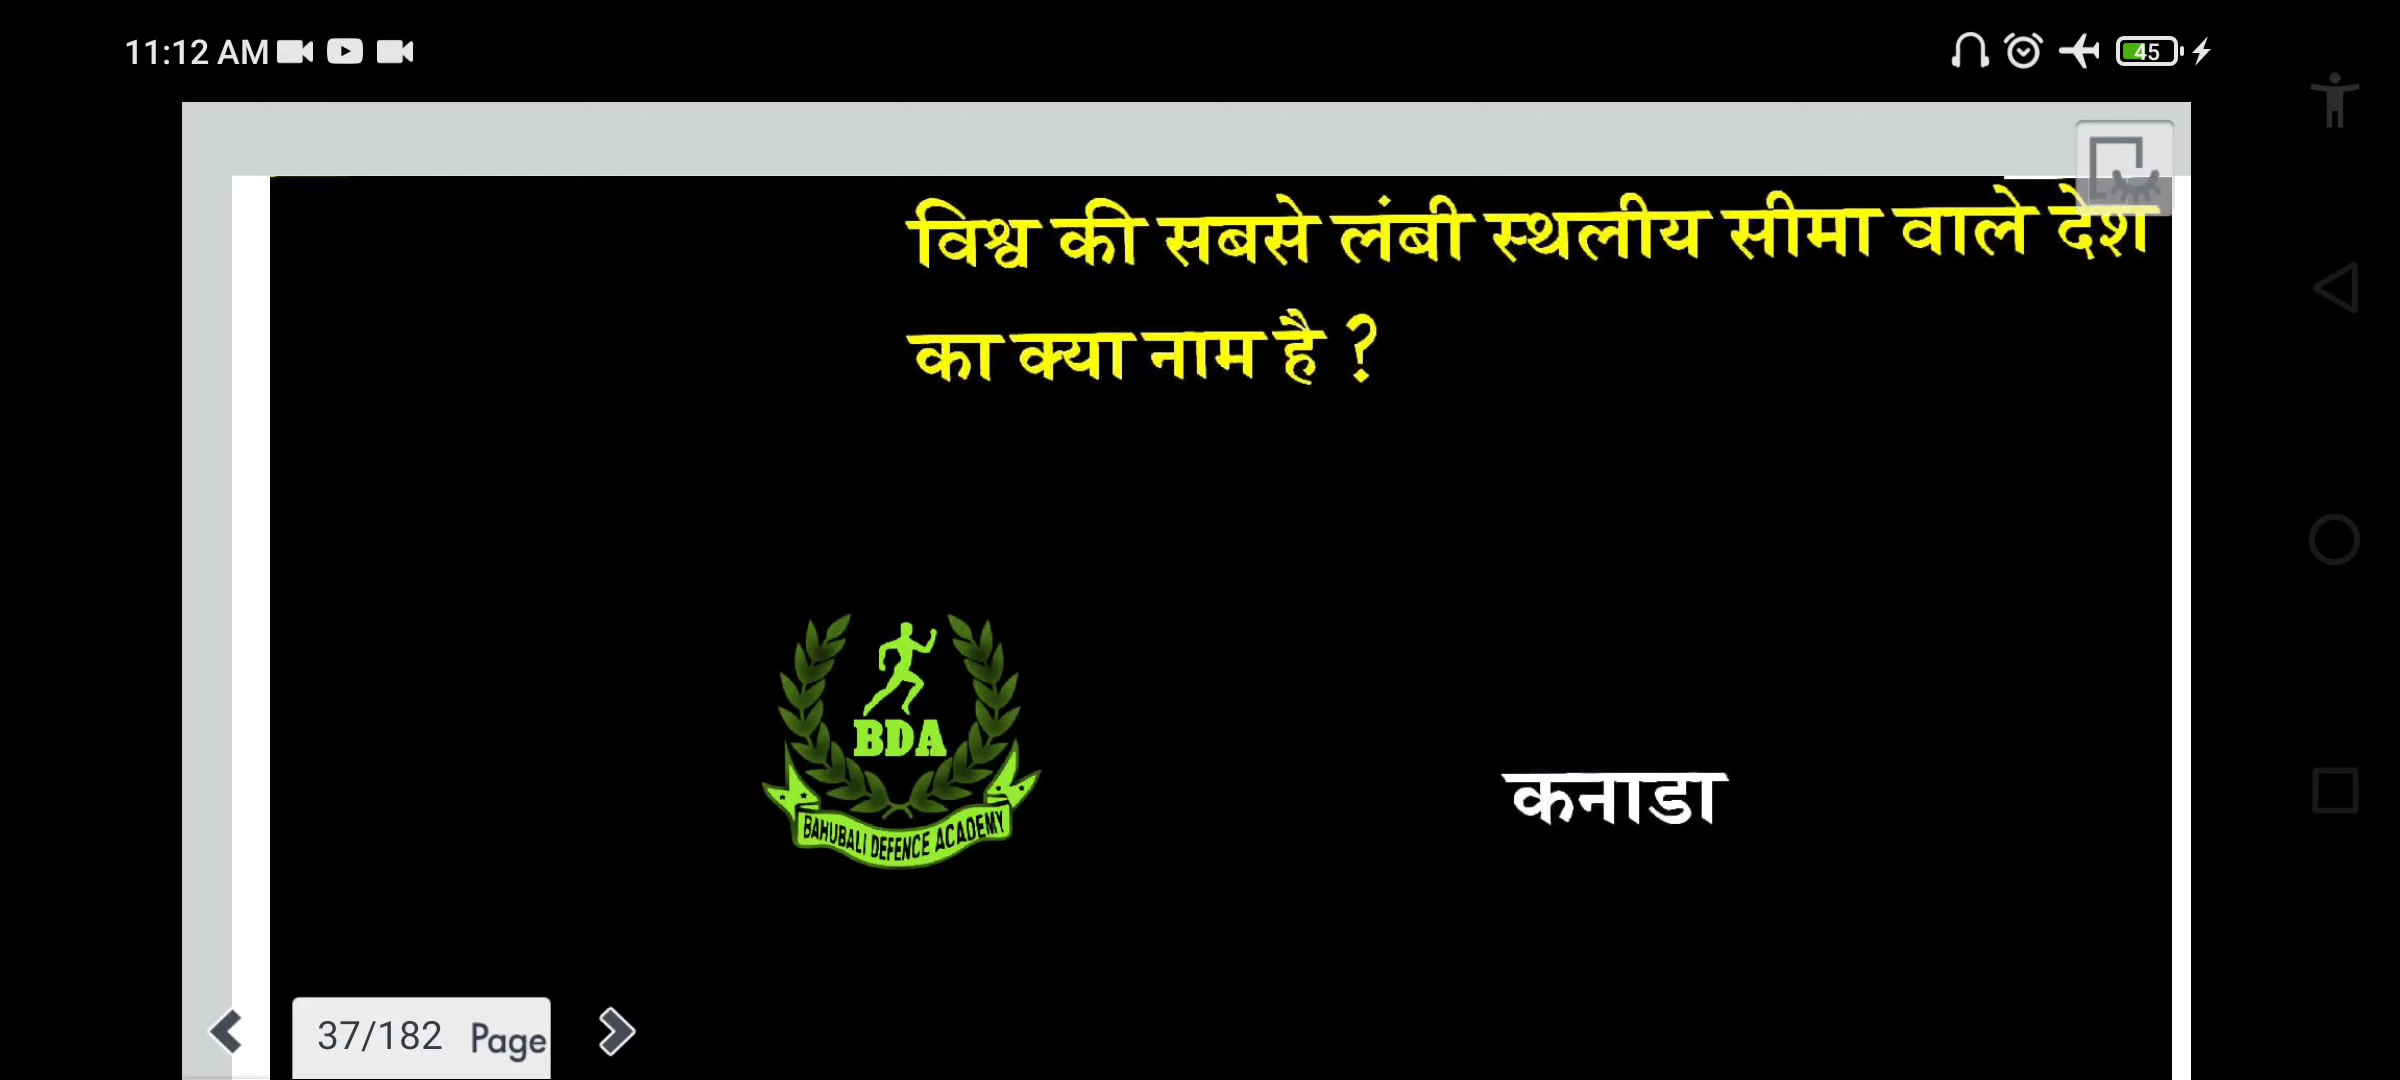 11:12 AM
45
विश्व की सबसे लंबी स्थलीय सीमा वाले देश
का क्या नाम है ?
BDA
BAHUBALI DEFENCE ACADEMY
कनाडा
37/182 Page